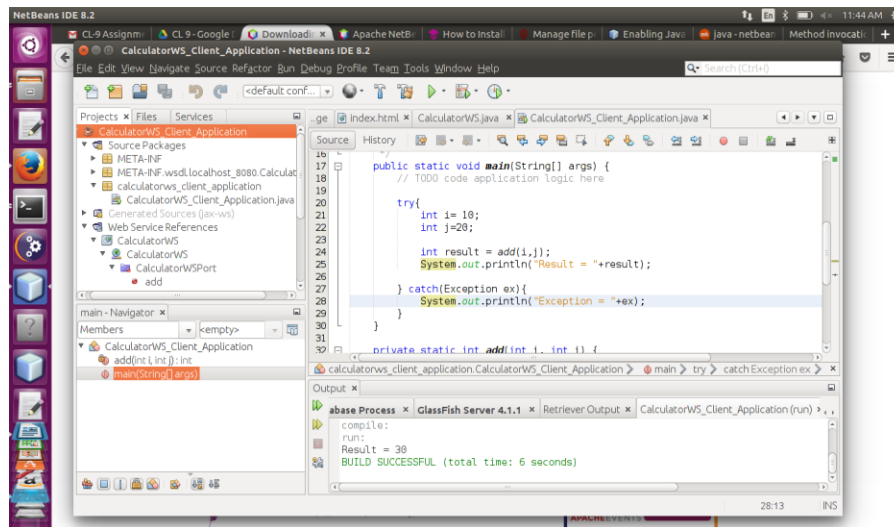 NetBeans IDE 8.2
En
11:44 AM
CL-9 Assignm
CL 9 - Google
Downloadi
Apache NetBe
How to Install
Manage file p
Enabling Java
java - netbean
Method invocatic
CalculatorWS_Client_Application - NetBeans IDE 8.2
File Edit View Navigate Source Refactor Run Debug Profile Team Tools Window Help
Search (Ctrl+I)
<default conf...
Projects Files Services
...ge index.html CalculatorWS.java CalculatorWS_Client_Application.java
CalculatorWS_Client_Application
Source Packages
META-INF
META-INF.wsdl.localhost_8080.Calculat
calculatorws_client_application
CalculatorWS_Client_Application.java
Generated Sources (jax-ws)
Web Service References
CalculatorWS
CalculatorWS
CalculatorWSPort
add
Source History
16 */
17 public static void main(String[] args) {
18 // TODO code application logic here
19
20 try{
21 int i= 10;
22 int j=20;
23
24 int result = add(i,j);
25 System.out.println("Result = "+result);
26
27 } catch(Exception ex){
28 System.out.println("Exception = "+ex);
29 }
30 }
31
32 private static int add(int i, int j) {
main - Navigator
Members <empty>
CalculatorWS_Client_Application
add(int i, int j) : int
main(String[] args)
calculatorws_client_application.CalculatorWS_Client_Application main try catch Exception ex
Output
abase Process GlassFish Server 4.1.1 Retriever Output CalculatorWS_Client_Application (run)
compile:
run:
Result = 30
BUILD SUCCESSFUL (total time: 6 seconds)
28:13 INS
APACHEEVENTS